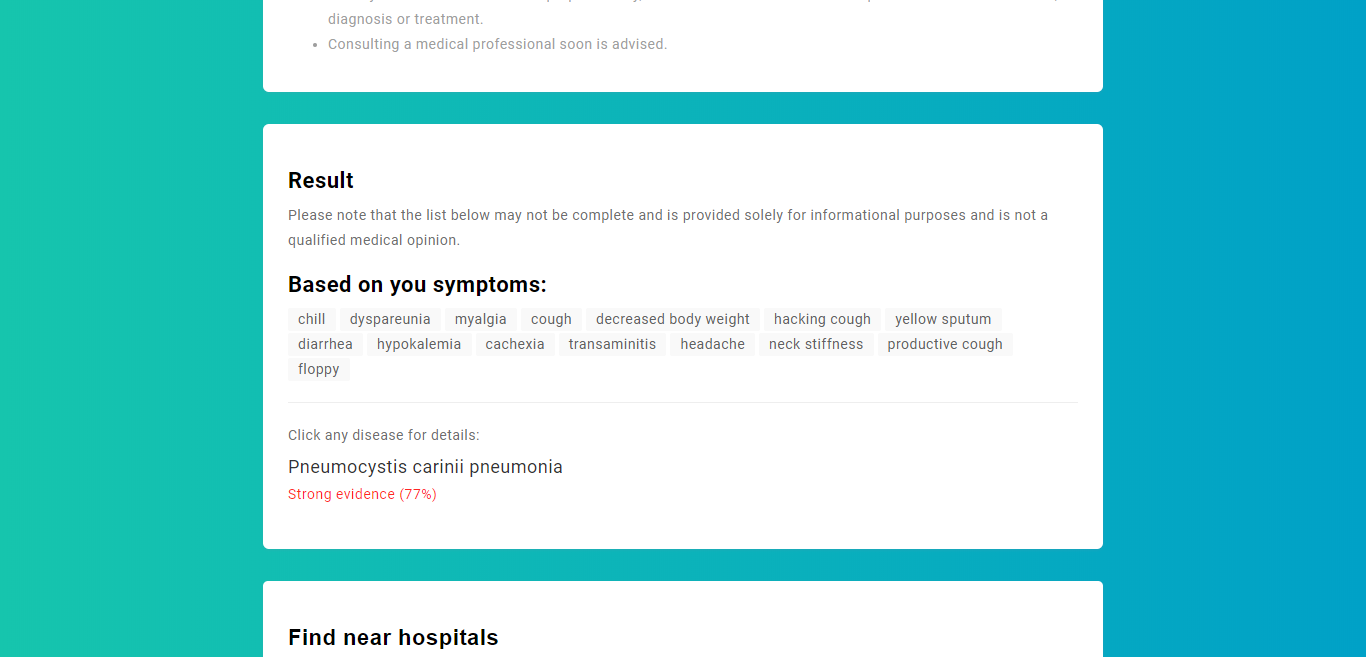 diagnosis or treatment.
• Consulting a medical professional soon is advised.
Result
Please note that the list below may not be complete and is provided solely for informational purposes and is not a
qualified medical opinion.
Based on you symptoms:
chill dyspareunia myalgia cough decreased body weight hacking cough yellow sputum
diarrhea hypokalemia cachexia transaminitis headache neck stiffness productive cough
floppy
Click any disease for details:
Pneumocystis carinii pneumonia
Strong evidence (77%)
Find near hospitals